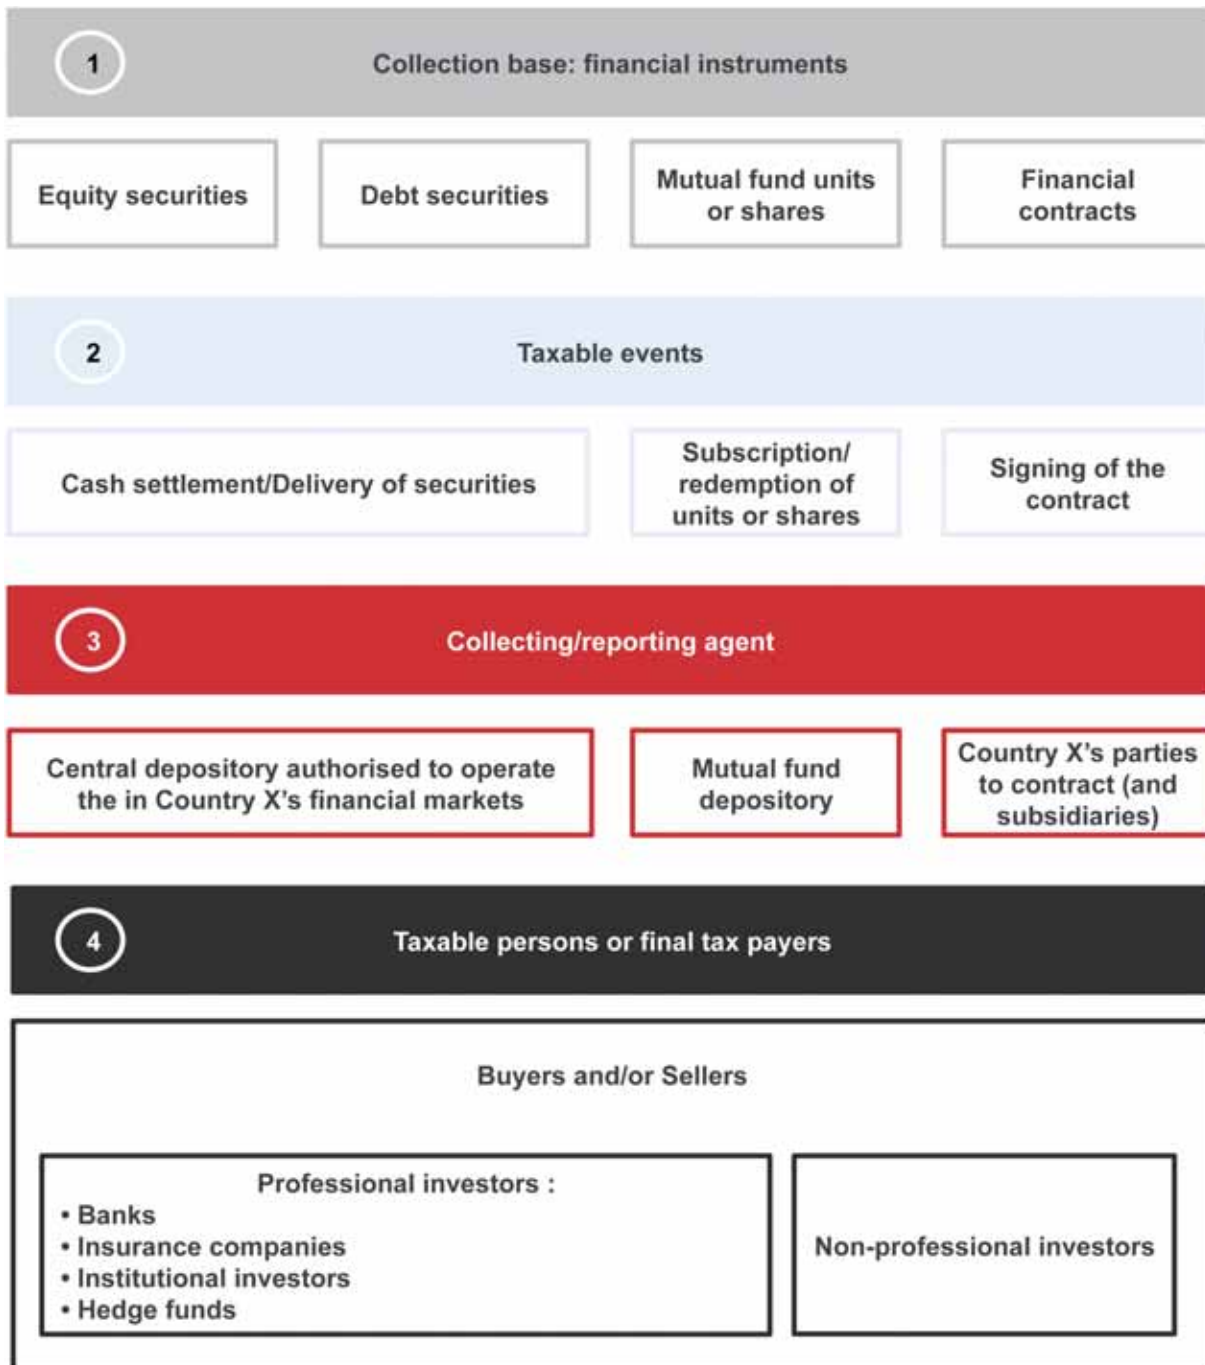 1
Collection base: financial instruments
Equity securities
Debt securities
Mutual fund units
or shares
Financial
contracts
2
Taxable events
Cash settlement/Delivery of securities
Subscription/
redemption of
units or shares
Signing of the
contract
3
Collecting/reporting agent
Central depository authorised to operate
the in Country X's financial markets
Mutual fund
depository
Country X's parties
to contract (and
subsidiaries)
4
Taxable persons or final tax payers
Buyers and/or Sellers
Professional investors :
• Banks
• Insurance companies
• Institutional investors
• Hedge funds
Non-professional investors